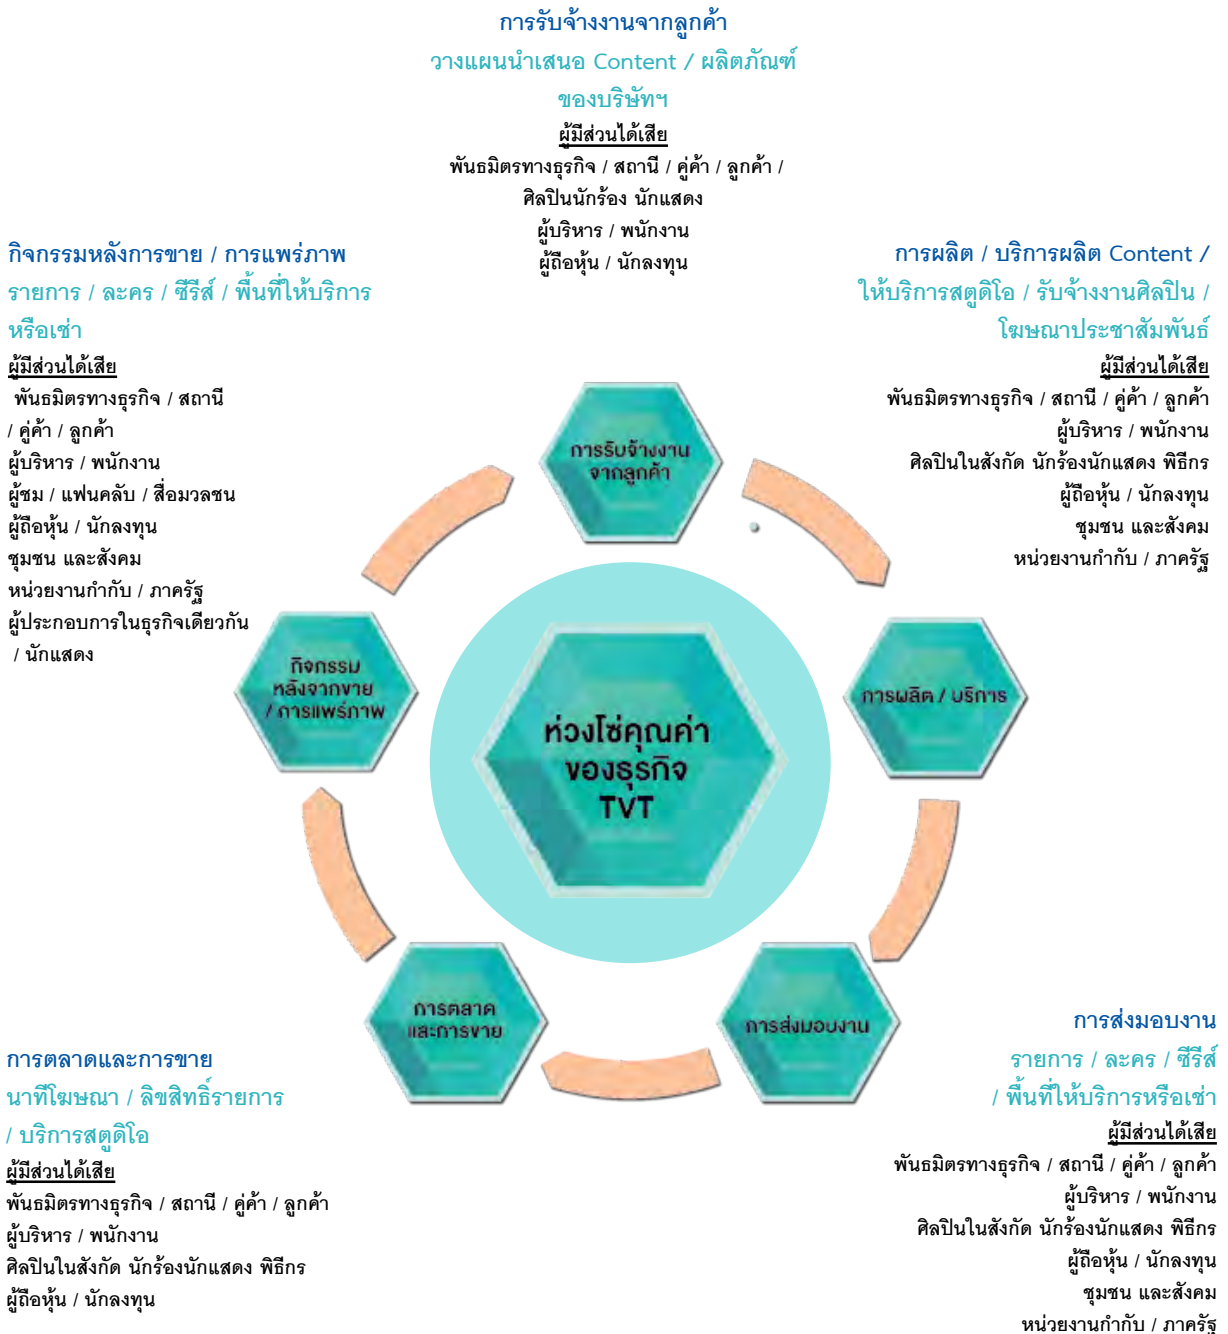 การรับจ้างงานจากลูกค้า
วางแผนนำเสนอ Content / ผลิตภัณฑ์
ของบริษัทฯ
ผู้มีส่วนได้เสีย
พันธมิตรทางธุรกิจ / สถานี / คู่ค้า / ลูกค้า /
ศิลปินนักร้อง นักแสดง
ผู้บริหาร / พนักงาน
ผู้ถือหุ้น / นักลงทุน
กิจกรรมหลังการขาย / การแพร่ภาพ
รายการ / ละคร / ซีรีส์ / พื้นที่ให้บริการ
หรือเช่า
ผู้มีส่วนได้เสีย
พันธมิตรทางธุรกิจ / สถานี
/ คู่ค้า / ลูกค้า
ผู้บริหาร / พนักงาน
ผู้ชม / แฟนคลับ / สื่อมวลชน
ผู้ถือหุ้น / นักลงทุน
ชุมชน และสังคม
หน่วยงานกำกับ / ภาครัฐ
ผู้ประกอบการในธุรกิจเดียวกัน
/ นักแสดง
การผลิต / บริการผลิต Content /
ให้บริการสตูดิโอ / รับจ้างงานศิลปิน /
โฆษณาประชาสัมพันธ์
ผู้มีส่วนได้เสีย
พันธมิตรทางธุรกิจ / สถานี / คู่ค้า / ลูกค้า
ผู้บริหาร / พนักงาน
ศิลปินในสังกัด นักร้องนักแสดง พิธีกร
ผู้ถือหุ้น / นักลงทุน
ชุมชน และสังคม
หน่วยงานกำกับ / ภาครัฐ
การรับจ้างงาน
จากลูกค้า
กิจกรรม
หลังจากขาย
/ การแพร่ภาพ
การผลิต / บริการ
ห่วงโซ่คุณค่า
ของธุรกิจ
TVT
การตลาด
และการขาย
การส่งมอบงาน
การตลาดและการขาย
นาทีโฆษณา / ลิขสิทธิ์รายการ
/ บริการสตูดิโอ
ผู้มีส่วนได้เสีย
พันธมิตรทางธุรกิจ / สถานี / คู่ค้า / ลูกค้า
ผู้บริหาร / พนักงาน
ศิลปินในสังกัด นักร้องนักแสดง พิธีกร
ผู้ถือหุ้น / นักลงทุน
การส่งมอบงาน
รายการ / ละคร / ซีรีส์
/ พื้นที่ให้บริการหรือเช่า
ผู้มีส่วนได้เสีย
พันธมิตรทางธุรกิจ / สถานี / คู่ค้า / ลูกค้า
ผู้บริหาร / พนักงาน
ศิลปินในสังกัด นักร้องนักแสดง พิธีกร
ผู้ถือหุ้น / นักลงทุน
ชุมชน และสังคม
หน่วยงานกำกับ / ภาครัฐ